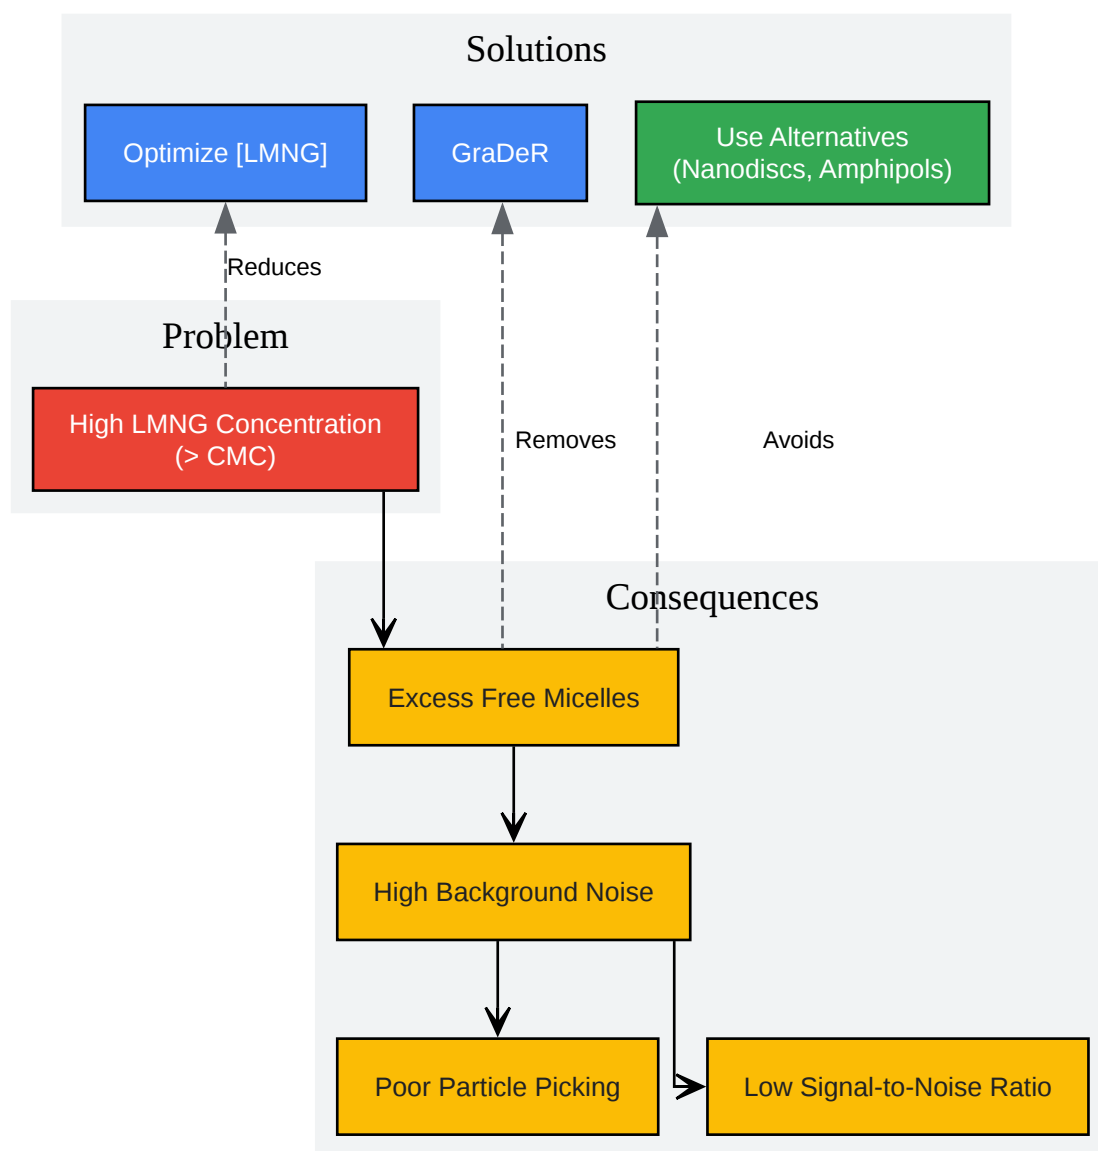 Solutions
Optimize [LMNG]
GraDeR
Use Alternatives
(Nanodiscs, Amphipols)
Reduces
Problem
High LMNG Concentration
(> CMC)
Removes
Avoids
Consequences
Excess Free Micelles
High Background Noise
Poor Particle Picking
Low Signal-to-Noise Ratio